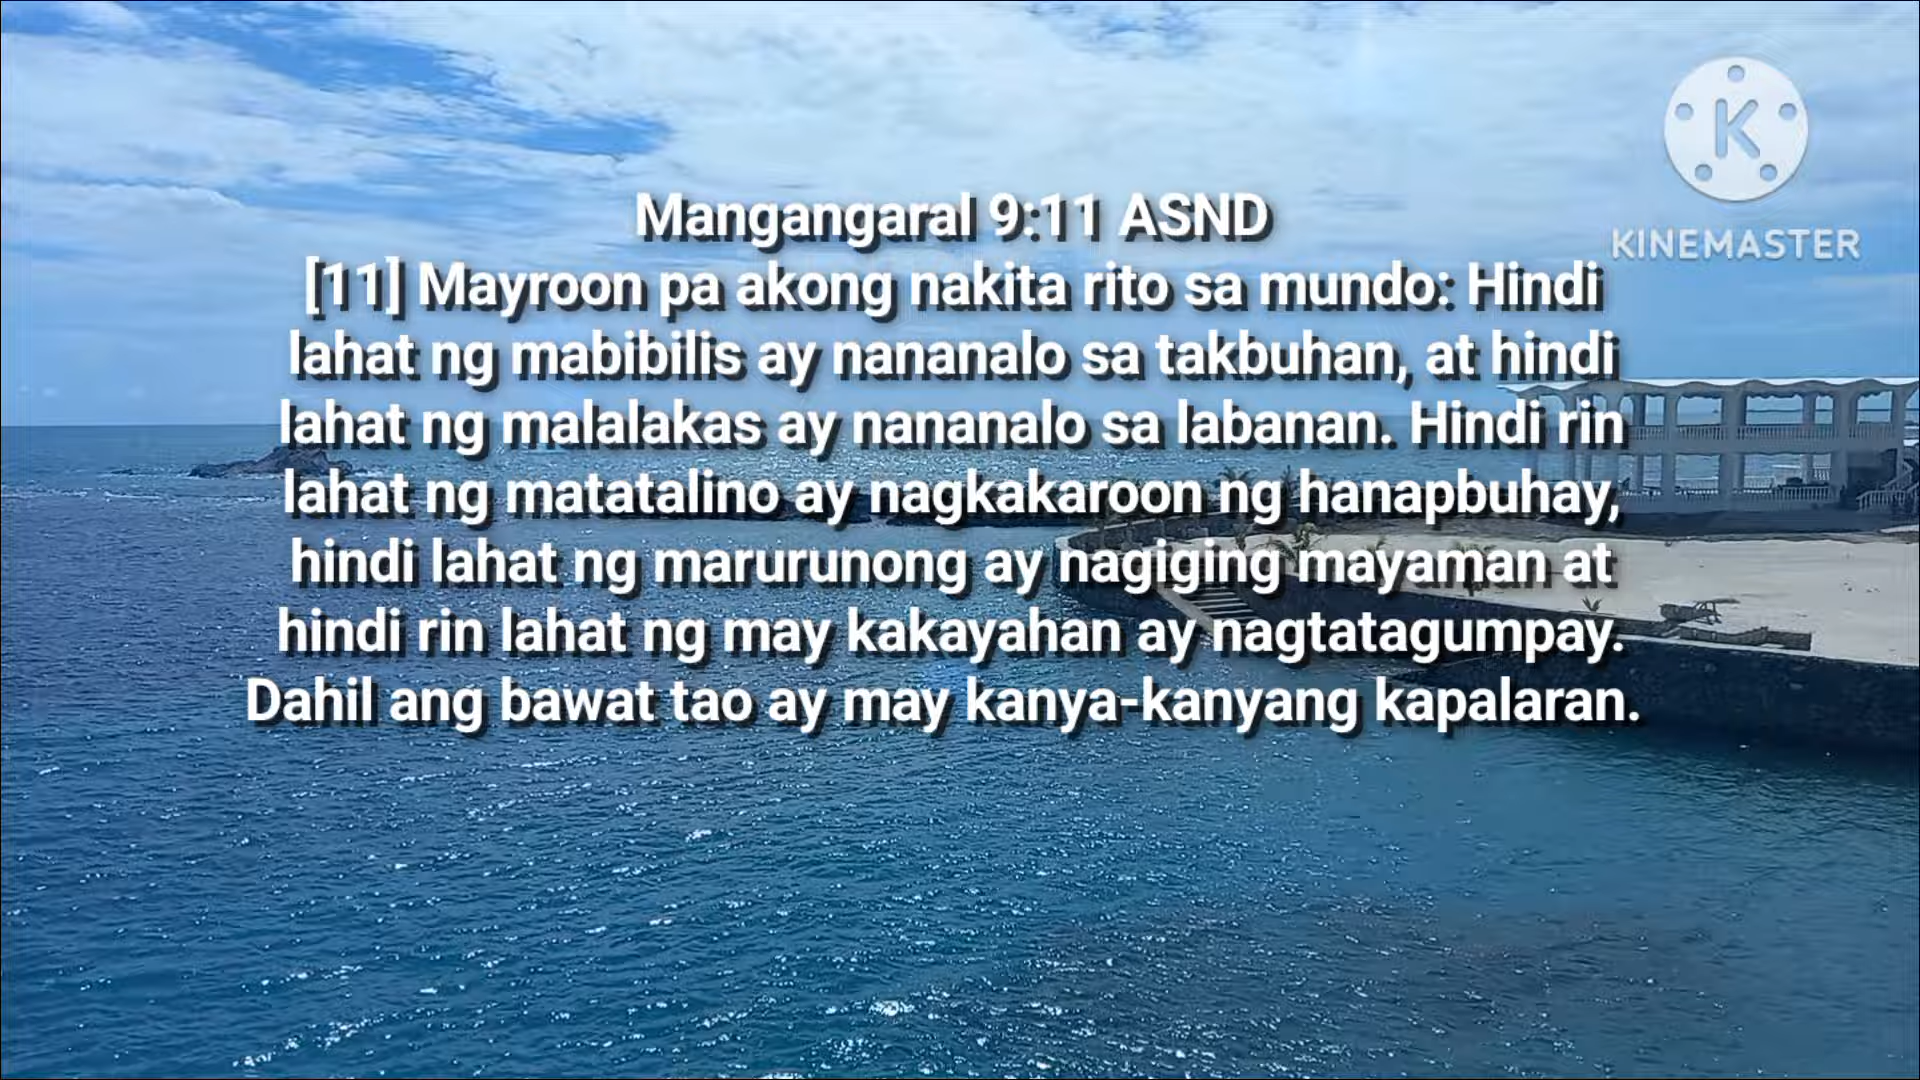 Mangangaral 9:11 ASND
[11] Mayroon pa akong nakita rito sa mundo: Hindi
lahat ng mabibilis ay nananalo sa takbuhan, at hindi
lahat ng malalakas ay nananalo sa labanan. Hindi rin
lahat ng matatalino ay nagkakaroon ng hanapbuhay,
hindi lahat ng marurunong ay nagiging mayaman at
hindi rin lahat ng may kakayahan ay nagtatagumpay.
Dahil ang bawat tao ay may kanya-kanyang kapalaran.
K
KINEMASTER